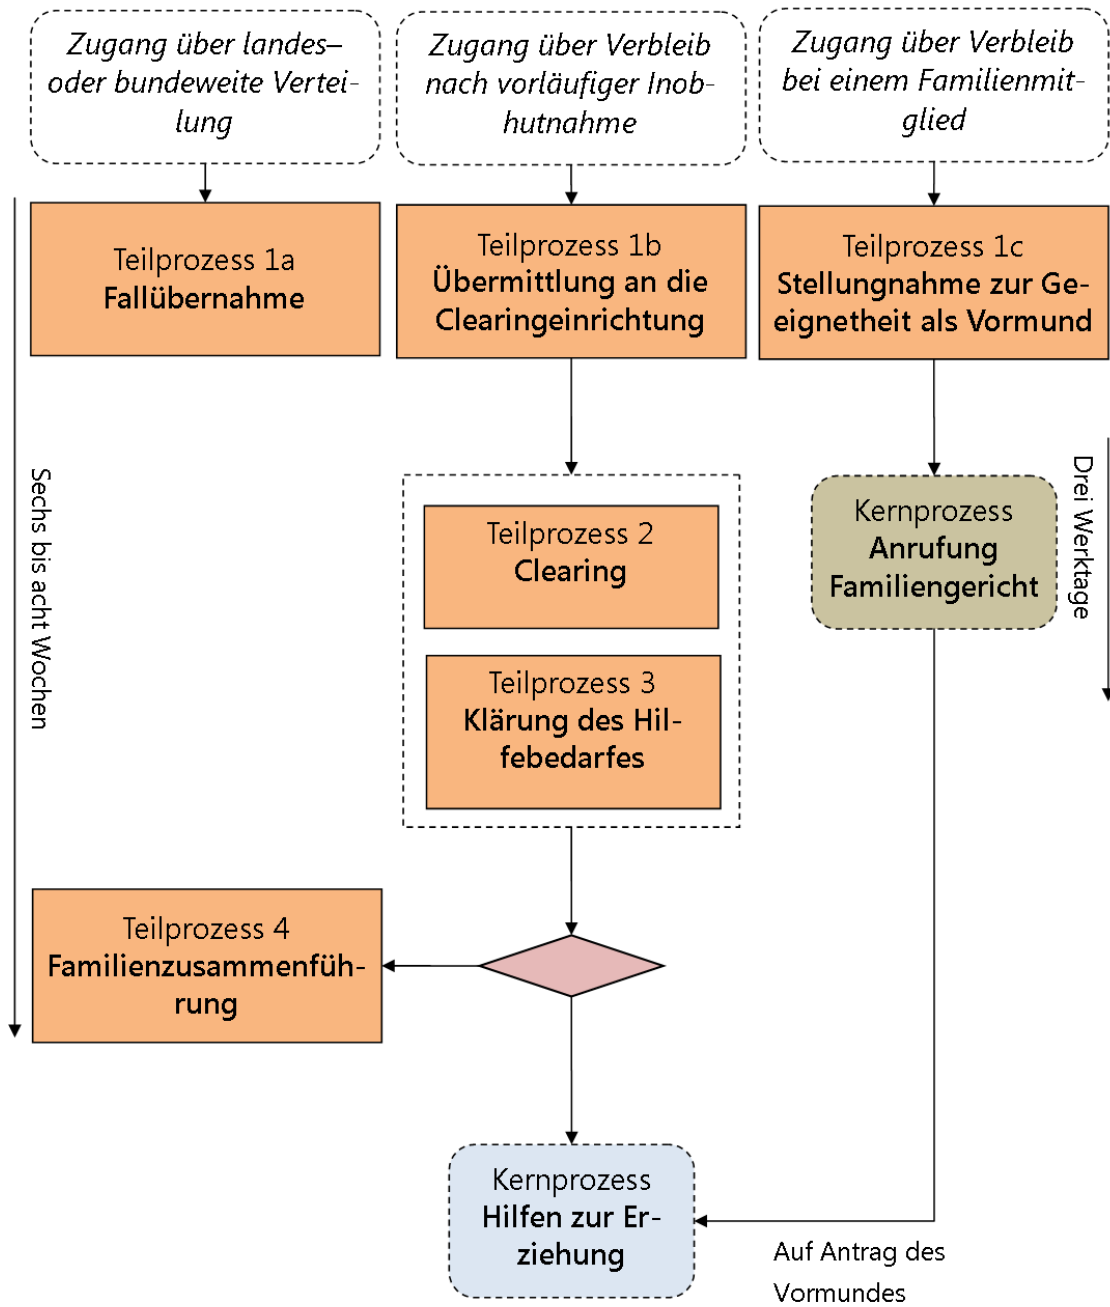 Zugang über landes–
oder bundeweite Vertei-
lung
Zugang über Verbleib
nach vorläufiger Inob-
hutnahme
Zugang über Verbleib
bei einem Familienmit-
glied
Teilprozess 1a
Fallübernahme
Teilprozess 1b
Übermittlung an die
Clearingeinrichtung
Teilprozess 1c
Stellungnahme zur Ge-
eignetheit als Vormund
Sechs bis acht Wochen
Teilprozess 2
Clearing
Teilprozess 3
Klärung des Hil-
febedarfes
Kernprozess
Anrufung
Familiengericht
Drei Werktage
Teilprozess 4
Familienzusammenfüh-
rung
Kernprozess
Hilfen zur Er-
ziehung
Auf Antrag des
Vormundes